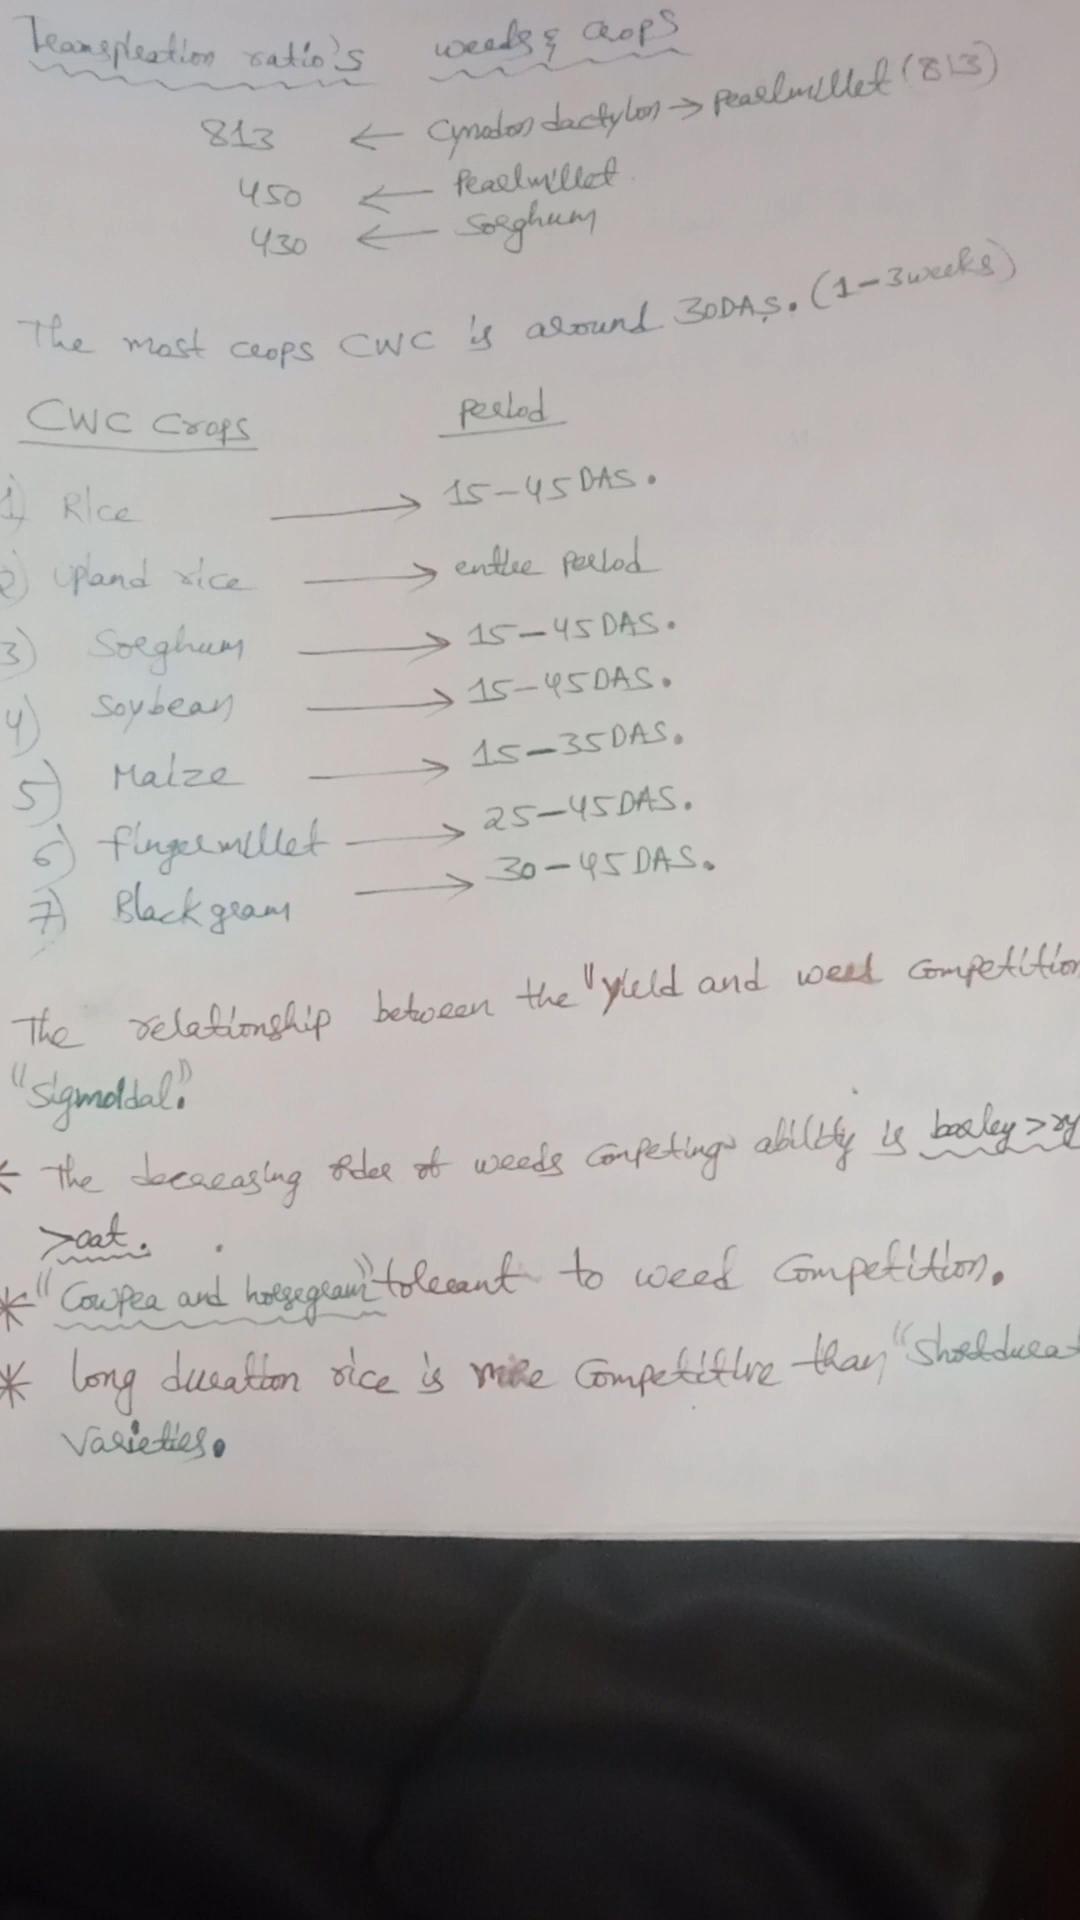 Transpiration ratio's weeds & crops
813 ← Cynodon dactylon → pearlmillet (813)
450 ← Pearlmillet.
430 ← Sorghum
The most crops CWC is around 30DAS. (1-3weeks)
CWC Crops Period
1) Rice → 15-45 DAS.
2) Upland rice → entire Period
3) Sorghum → 15-45 DAS.
4) Soybean → 15-45 DAS.
5) Maize → 15-35 DAS.
6) fingermillet → 25-45 DAS.
7) Blackgram → 30-45 DAS.
The relationship between the "yield and weed Competition
"Sigmoidal".
* The decreasing order of weeds Competing ability is barley > ry
>oat.
* "Cowpea and horsegram" tolerant to weed Competition.
* long duration rice is more Competitive than "Shortdurat
Varieties.